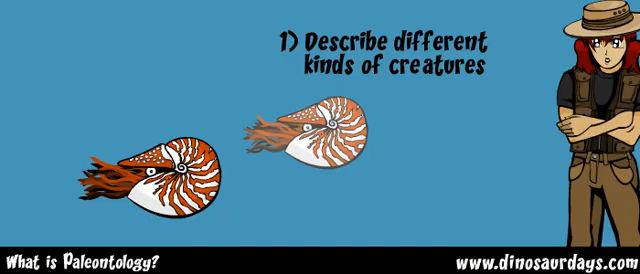 1) Describe different
kinds of creatures
What is Paleontology?
www.dinosaurdays.com